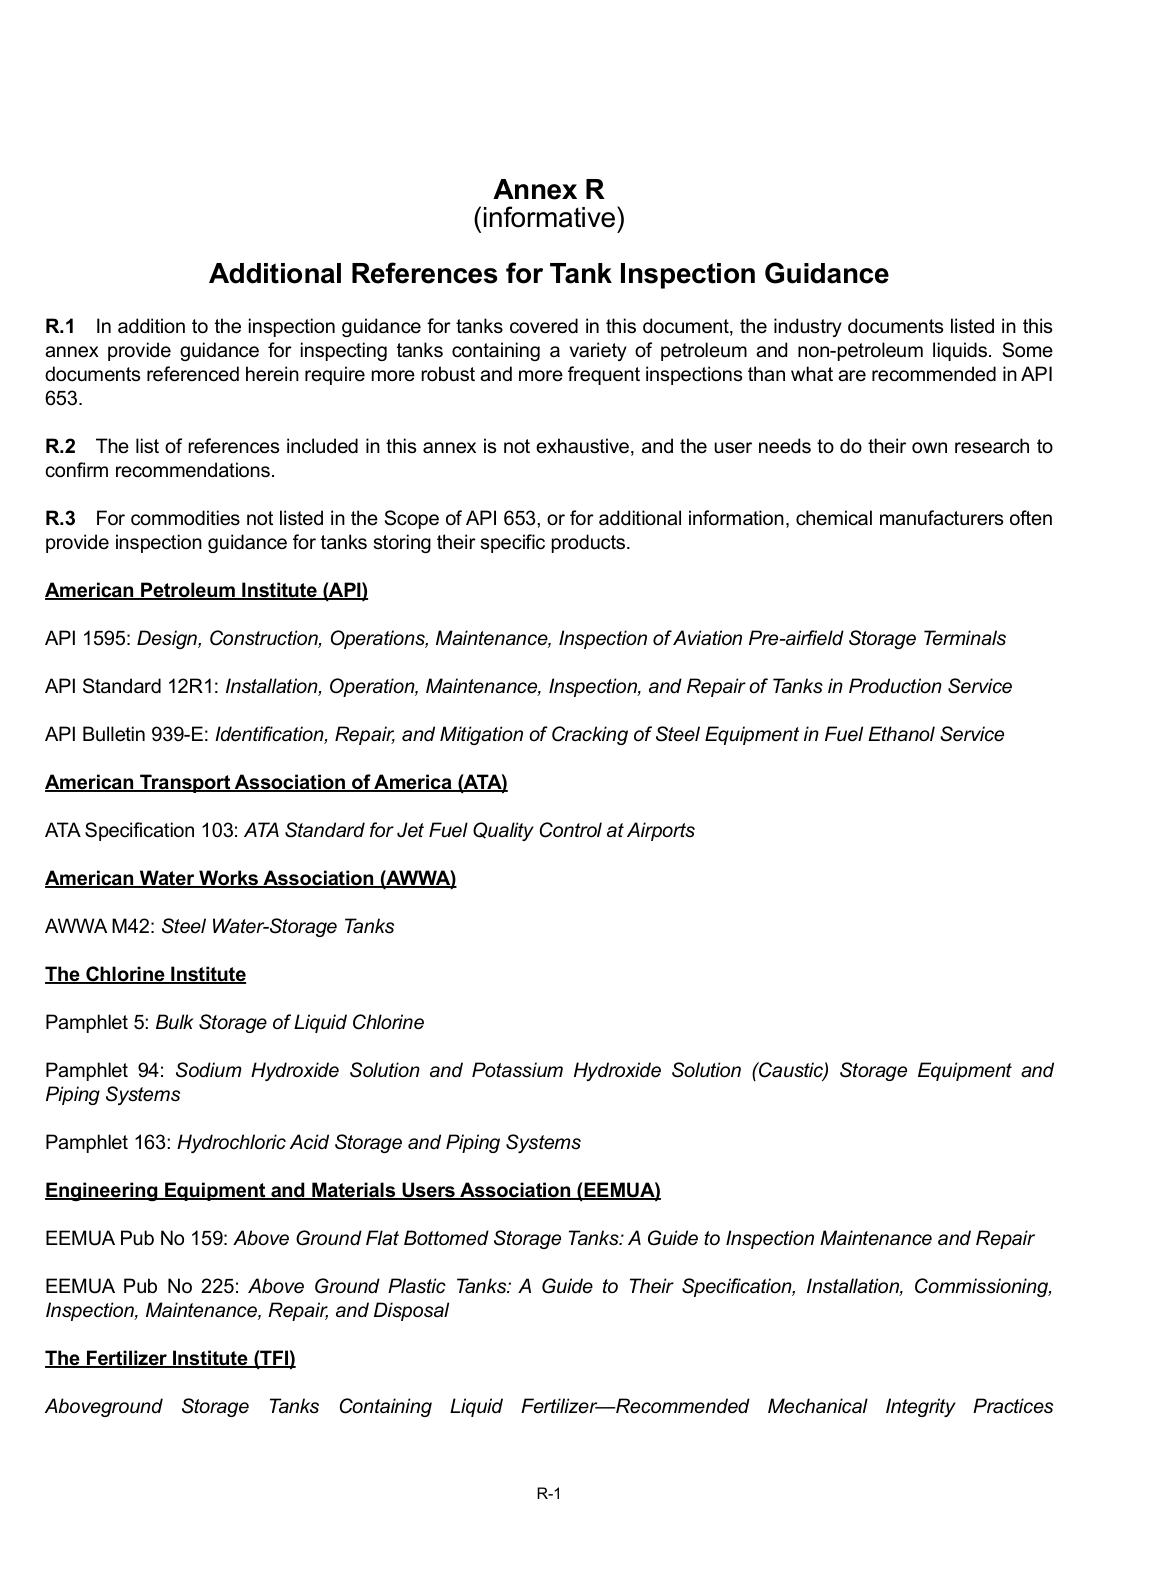 Annex R
(informative)
Additional References for Tank Inspection Guidance
R.1 In addition to the inspection guidance for tanks covered in this document, the industry documents listed in this
annex provide guidance for inspecting tanks containing a variety of petroleum and non-petroleum liquids. Some
documents referenced herein require more robust and more frequent inspections than what are recommended in API
653.
R.2 The list of references included in this annex is not exhaustive, and the user needs to do their own research to
confirm recommendations.
R.3 For commodities not listed in the Scope of API 653, or for additional information, chemical manufacturers often
provide inspection guidance for tanks storing their specific products.
American Petroleum Institute (API)
API 1595: Design, Construction, Operations, Maintenance, Inspection of Aviation Pre-airfield Storage Terminals
API Standard 12R1: Installation, Operation, Maintenance, Inspection, and Repair of Tanks in Production Service
API Bulletin 939-E: Identification, Repair, and Mitigation of Cracking of Steel Equipment in Fuel Ethanol Service
American Transport Association of America (ATA)
ATA Specification 103: ATA Standard for Jet Fuel Quality Control at Airports
American Water Works Association (AWWA)
AWWA M42: Steel Water-Storage Tanks
The Chlorine Institute
Pamphlet 5: Bulk Storage of Liquid Chlorine
Pamphlet 94: Sodium Hydroxide Solution and Potassium Hydroxide Solution (Caustic) Storage Equipment and
Piping Systems
Pamphlet 163: Hydrochloric Acid Storage and Piping Systems
Engineering Equipment and Materials Users Association (EEMUA)
EEMUA Pub No 159: Above Ground Flat Bottomed Storage Tanks: A Guide to Inspection Maintenance and Repair
EEMUA Pub No 225: Above Ground Plastic Tanks: A Guide to Their Specification, Installation, Commissioning,
Inspection, Maintenance, Repair, and Disposal
The Fertilizer Institute (TFI)
Aboveground Storage Tanks Containing Liquid Fertilizer—Recommended Mechanical Integrity Practices
R-1